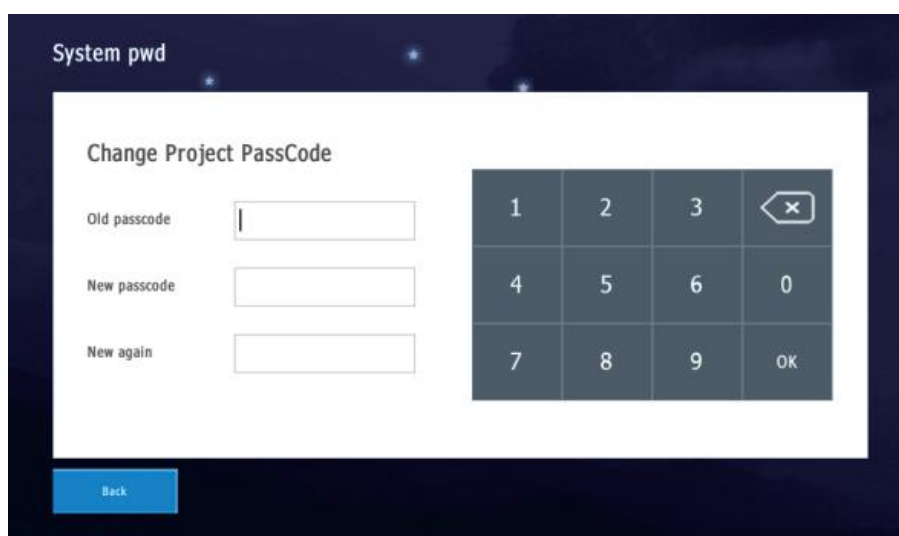 System pwd
Change Project PassCode
Old passcode
New passcode
New again
1 2 3
4 5 6 0
7 8 9 OK
Back